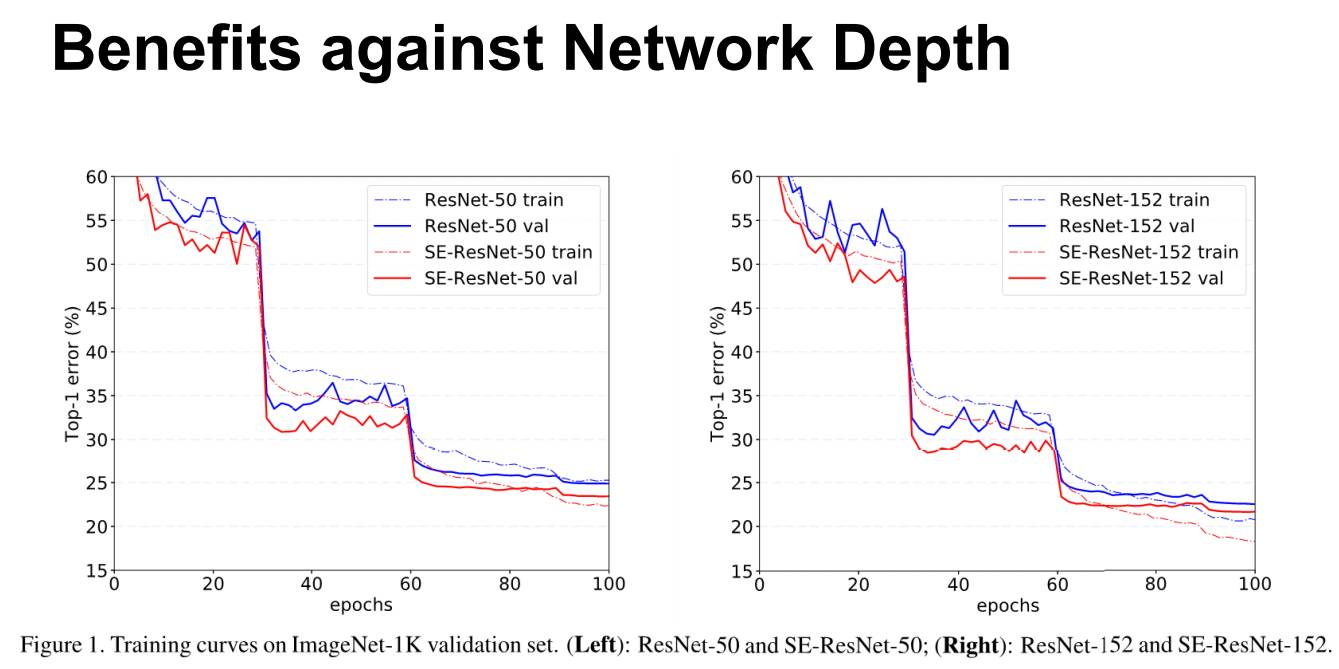 Benefits against Network Depth
60
55
50
45
40
35
30
25
20
15
0
20
40
60
80
100
Top-1 error (%)
epochs
ResNet-50 train
ResNet-50 val
SE-ResNet-50 train
SE-ResNet-50 val
60
55
50
45
40
35
30
25
20
15
0
20
40
60
80
100
Top-1 error (%)
epochs
ResNet-152 train
ResNet-152 val
SE-ResNet-152 train
SE-ResNet-152 val
Figure 1. Training curves on ImageNet-1K validation set. (Left): ResNet-50 and SE-ResNet-50; (Right): ResNet-152 and SE-ResNet-152.